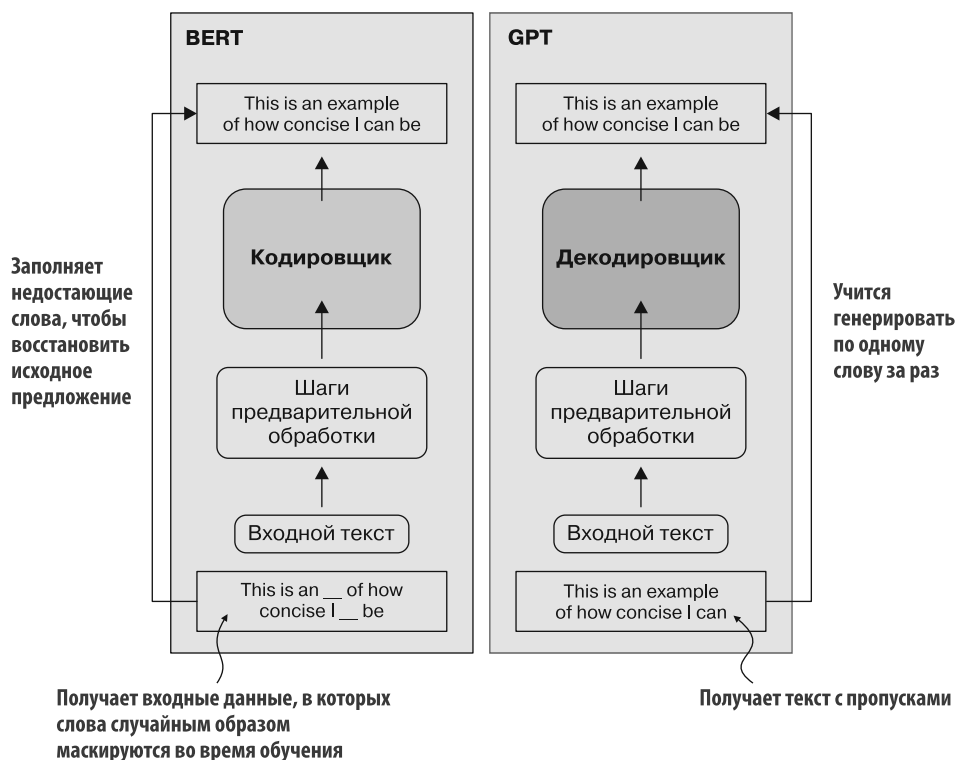 BERT
This is an example
of how concise I can be
Кодировщик
Шаги
предварительной
обработки
Входной текст
This is an __ of how
concise I __ be
Заполняет
недостающие
слова, чтобы
восстановить
исходное
предложение
Получает входные данные, в которых
слова случайным образом
маскируются во время обучения
GPT
This is an example
of how concise I can be
Декодировщик
Шаги
предварительной
обработки
Входной текст
This is an example
of how concise I can
Учится
генерировать
по одному
слову за раз
Получает текст с пропусками